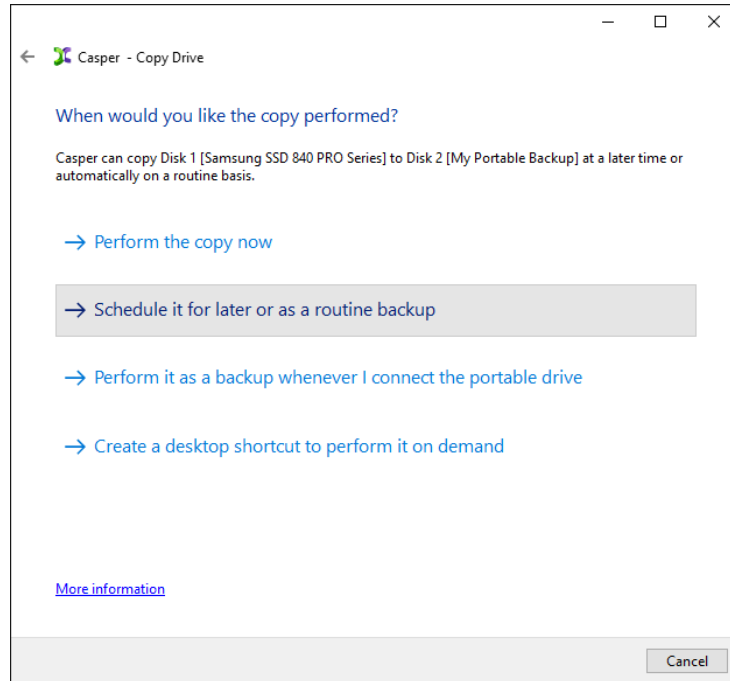 Casper - Copy Drive
When would you like the copy performed?
Casper can copy Disk 1 [Samsung SSD 840 PRO Series] to Disk 2 [My Portable Backup] at a later time or
automatically on a routine basis.
Perform the copy now
Schedule it for later or as a routine backup
Perform it as a backup whenever I connect the portable drive
Create a desktop shortcut to perform it on demand
More information
Cancel